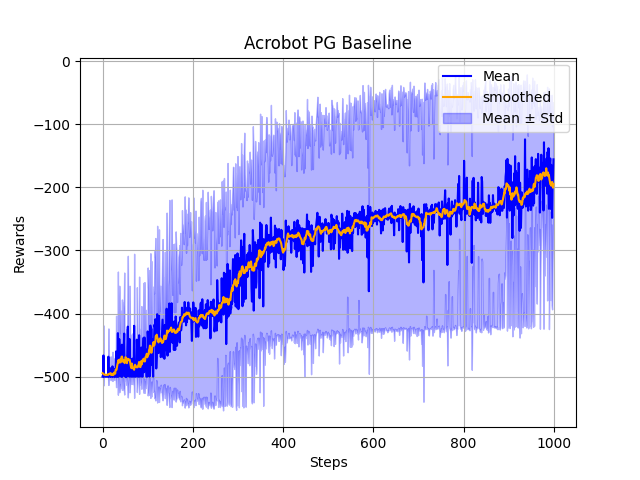 Acrobot PG Baseline
Mean
smoothed
Mean ± Std
0
−100
−200
−300
−400
−500
Rewards
0 200 400 600 800 1000
Steps